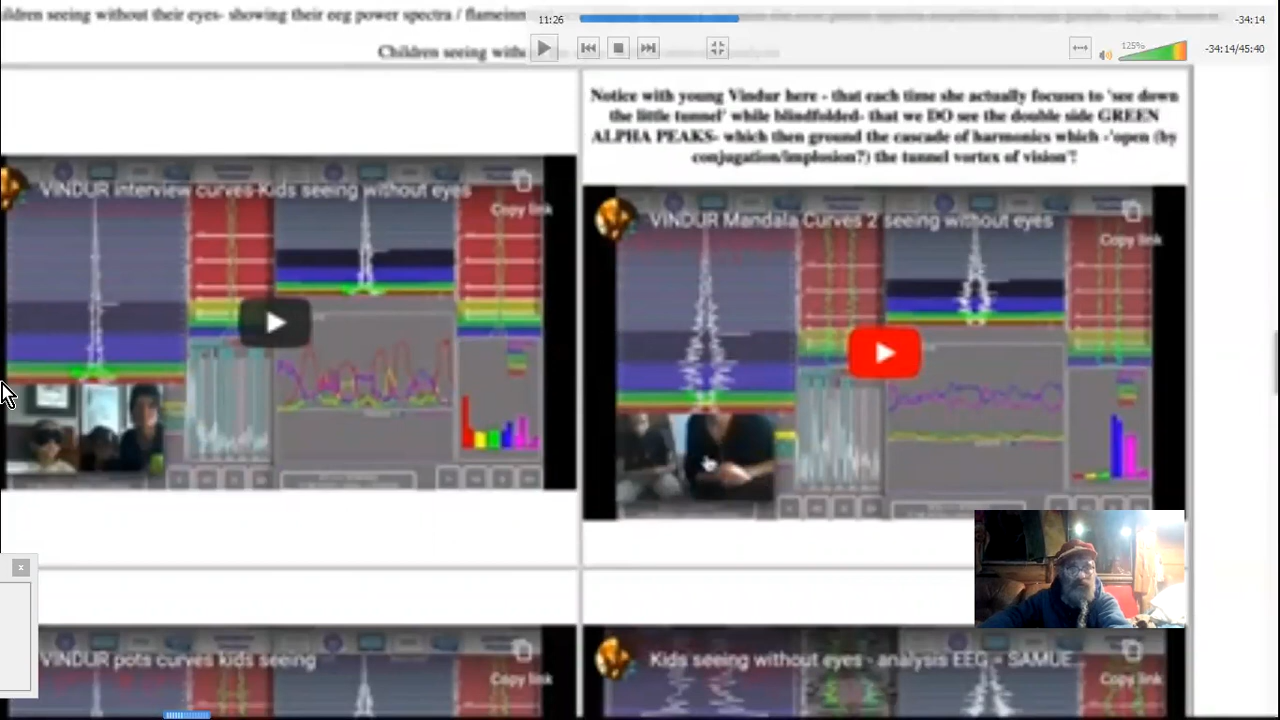 ildren seeing without their eyes- showing their eeg power spectra / flamein
11:26
-34:14
Children seeing witho
125%
-34:14/45:40
Notice with young Vindur here - that each time she actually focuses to 'see down
the little tunnel' while blindfolded- that we DO see the double side GREEN
ALPHA PEAKS- which then ground the cascade of harmonics which -'open (by
conjugation/implosion?) the tunnel vortex of vision'!
VINDUR interview curves-Kids seeing without eyes
Copy link
VINDUR Mandala Curves 2 seeing without eyes
Copy link
VINDUR pots curves kids seeing
Copy link
Kids seeing without eyes - analysis EEG = SAMUE...
Copy link